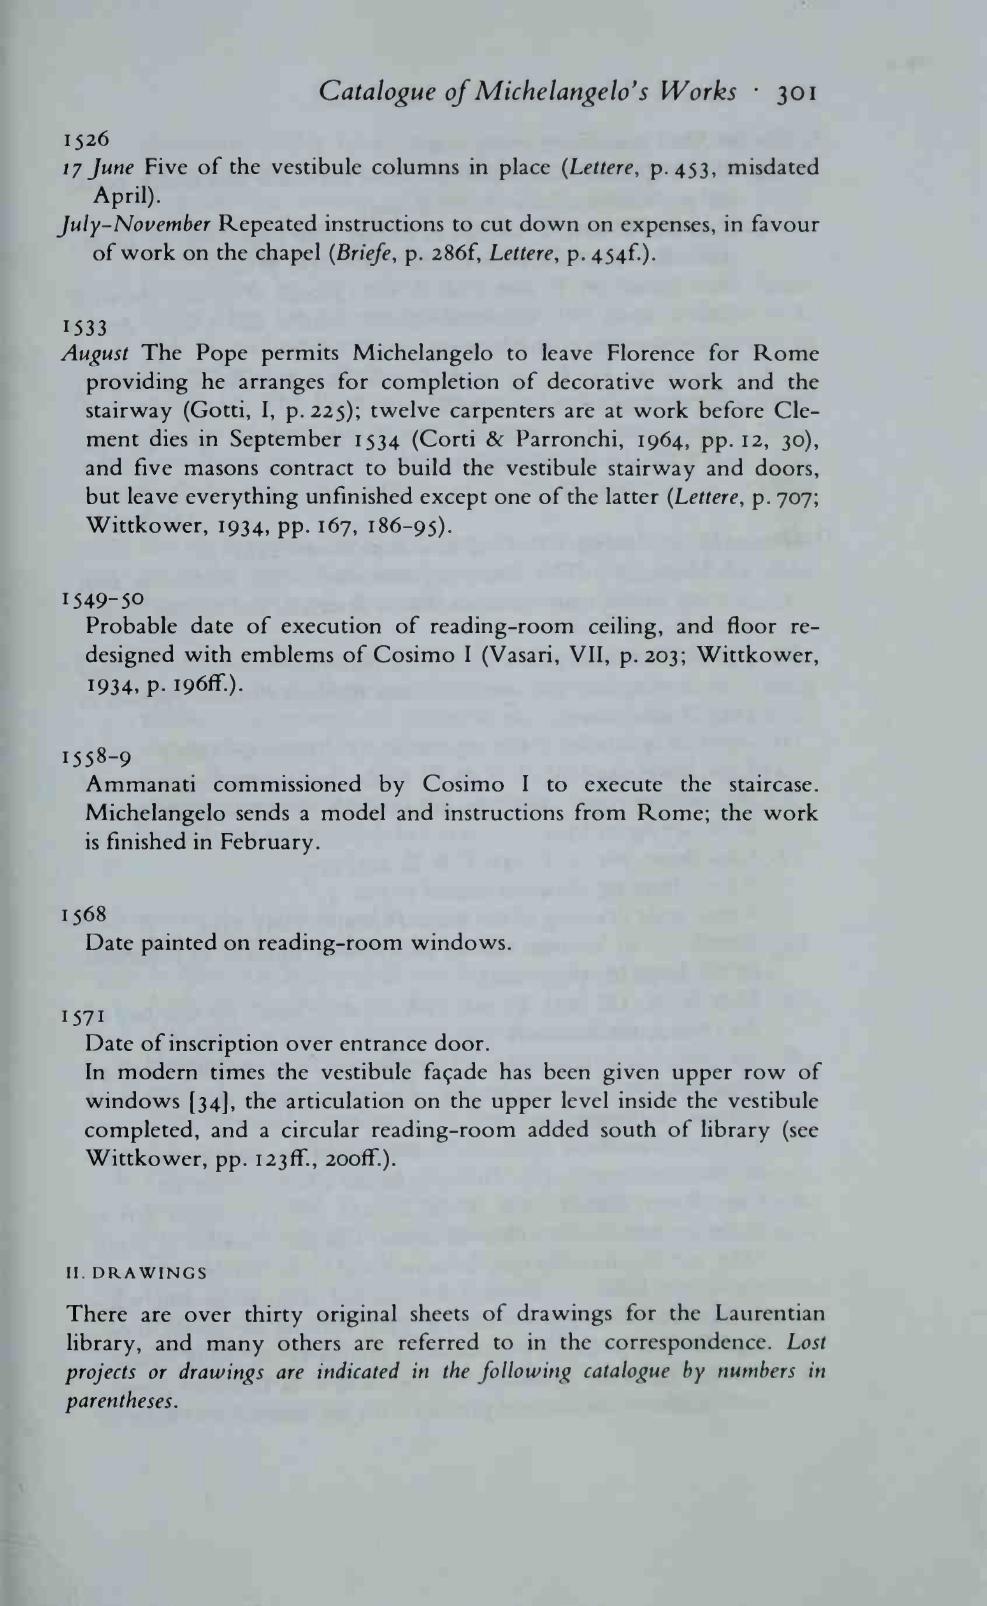 Catalogue of Michelangelo's Works · 301
1526
17 June Five of the vestibule columns in place (Lettere, p. 453, misdated
April).
July–November Repeated instructions to cut down on expenses, in favour
of work on the chapel (Briefe, p. 286f, Lettere, p. 454f.).
1533
August The Pope permits Michelangelo to leave Florence for Rome
providing he arranges for completion of decorative work and the
stairway (Gotti, I, p. 225); twelve carpenters are at work before Cle-
ment dies in September 1534 (Corti & Parronchi, 1964, pp. 12, 30),
and five masons contract to build the vestibule stairway and doors,
but leave everything unfinished except one of the latter (Lettere, p. 707;
Wittkower, 1934, pp. 167, 186–95).
1549–50
Probable date of execution of reading-room ceiling, and floor re-
designed with emblems of Cosimo I (Vasari, VII, p. 203; Wittkower,
1934, p. 196ff.).
1558–9
Ammanati commissioned by Cosimo I to execute the staircase.
Michelangelo sends a model and instructions from Rome; the work
is finished in February.
1568
Date painted on reading-room windows.
1571
Date of inscription over entrance door.
In modern times the vestibule façade has been given upper row of
windows [34], the articulation on the upper level inside the vestibule
completed, and a circular reading-room added south of library (see
Wittkower, pp. 123ff., 200ff.).
II. DRAWINGS
There are over thirty original sheets of drawings for the Laurentian
library, and many others are referred to in the correspondence. Lost
projects or drawings are indicated in the following catalogue by numbers in
parentheses.